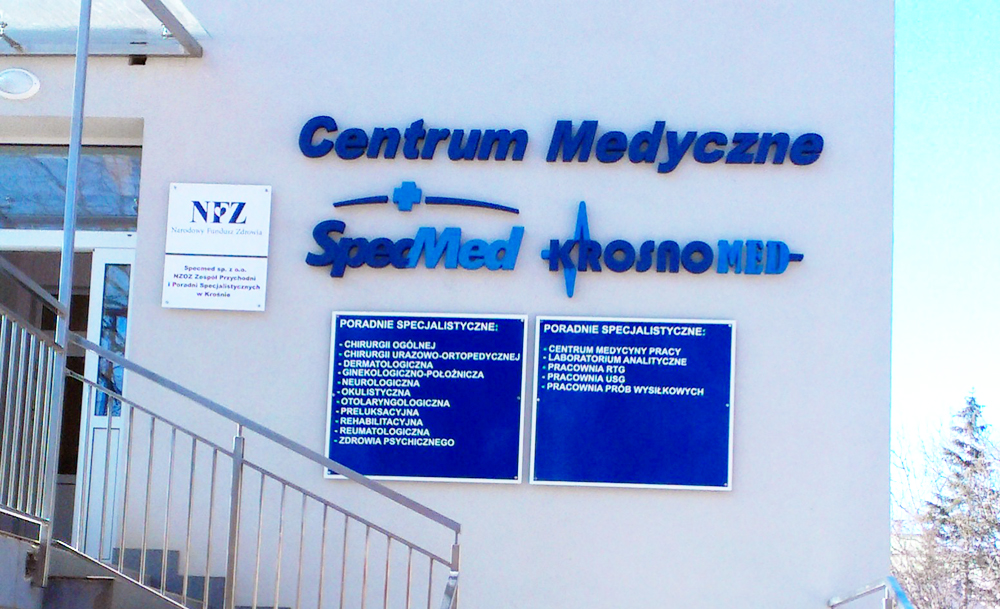 Centrum Medyczne
SpecMed KROSNOMED
NFZ
Narodowy Fundusz Zdrowia
Specmed sp. z o.o.
NZOZ Zespół Przychodni
i Poradni Specjalistycznych
w Krośnie
PORADNIE SPECJALISTYCZNE:
- CHIRURGII OGÓLNEJ
- CHIRURGII URAZOWO-ORTOPEDYCZNEJ
- DERMATOLOGICZNA
- GINEKOLOGICZNO-POŁOŻNICZA
- NEUROLOGICZNA
- OKULISTYCZNA
- OTOLARYNGOLOGICZNA
- PRELUKSACYJNA
- REHABILITACYJNA
- REUMATOLOGICZNA
- ZDROWIA PSYCHICZNEGO
PORADNIE SPECJALISTYCZNE:
- CENTRUM MEDYCYNY PRACY
- LABORATORIUM ANALITYCZNE
- PRACOWNIA RTG
- PRACOWNIA USG
- PRACOWNIA PRÓB WYSIŁKOWYCH